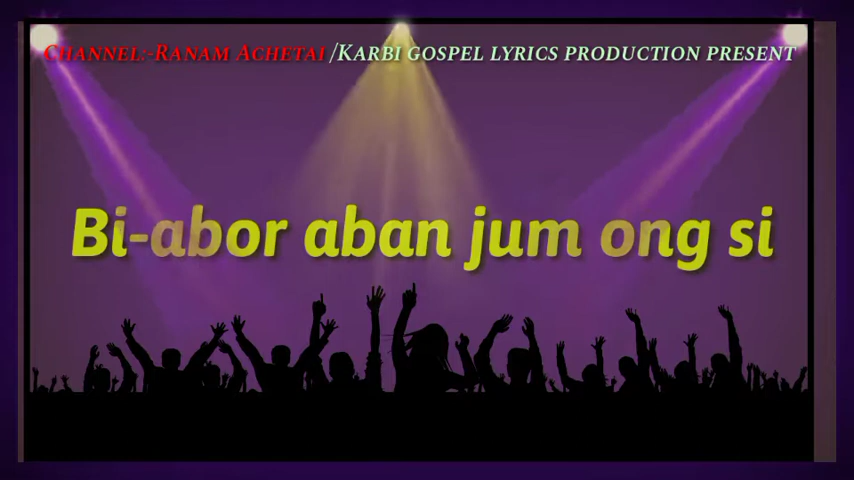 CHANNEL:-RANAM ACHETAI /KARBI GOSPEL LYRICS PRODUCTION PRESENT
Bi-abor aban jum ong si